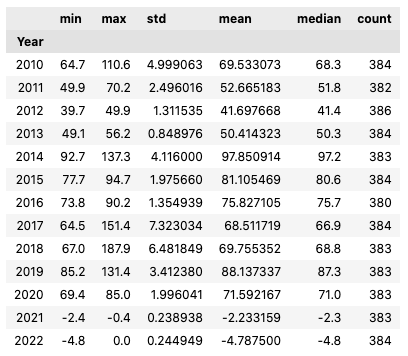 min max std mean median count
Year
2010 64.7 110.6 4.999063 69.533073 68.3 384
2011 49.9 70.2 2.496016 52.665183 51.8 382
2012 39.7 49.9 1.311535 41.697668 41.4 386
2013 49.1 56.2 0.848976 50.414323 50.3 384
2014 92.7 137.3 4.116000 97.850914 97.2 383
2015 77.7 94.7 1.975660 81.105469 80.6 384
2016 73.8 90.2 1.354939 75.827105 75.7 380
2017 64.5 151.4 7.323034 68.511719 66.9 384
2018 67.0 187.9 6.481849 69.755352 68.8 383
2019 85.2 131.4 3.412380 88.137337 87.3 383
2020 69.4 85.0 1.996041 71.592167 71.0 383
2021 -2.4 -0.4 0.238938 -2.233159 -2.3 383
2022 -4.8 0.0 0.244949 -4.787500 -4.8 384